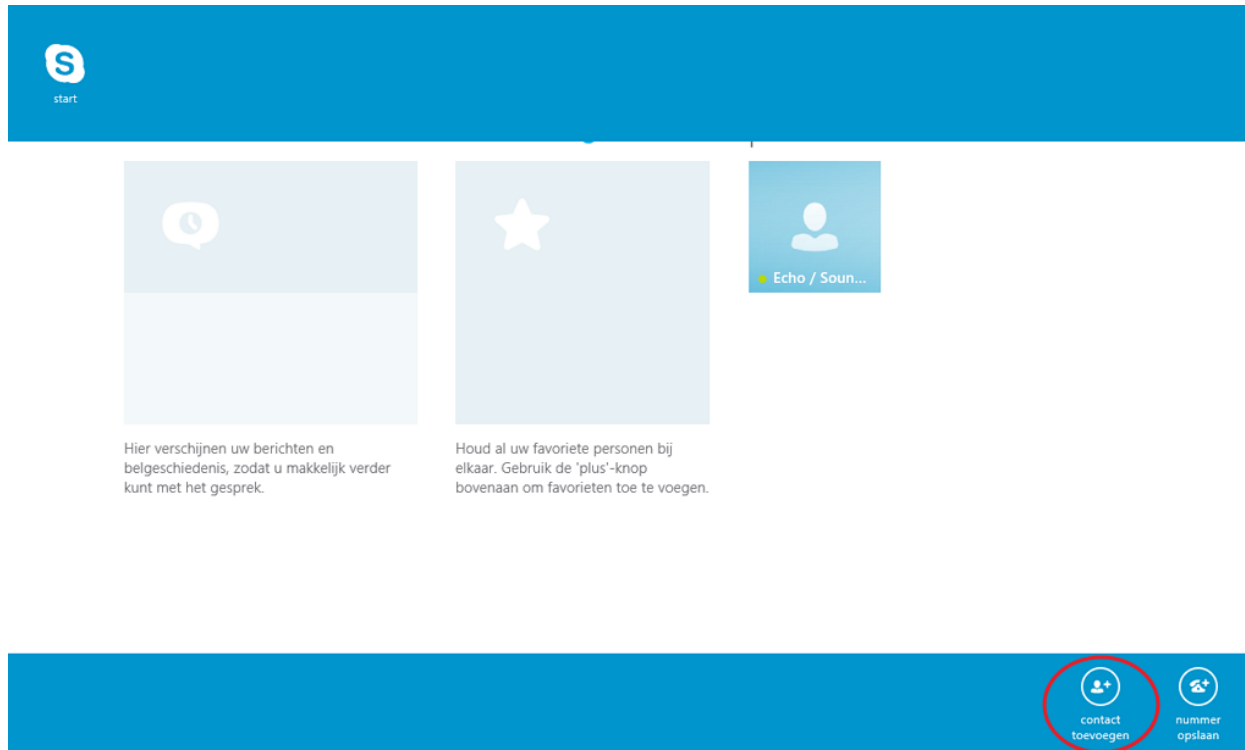 S
start
Echo / Soun...
Hier verschijnen uw berichten en
belgeschiedenis, zodat u makkelijk verder
kunt met het gesprek.
Houd al uw favoriete personen bij
elkaar. Gebruik de 'plus'-knop
bovenaan om favorieten toe te voegen.
contact
toevoegen
nummer
opslaan